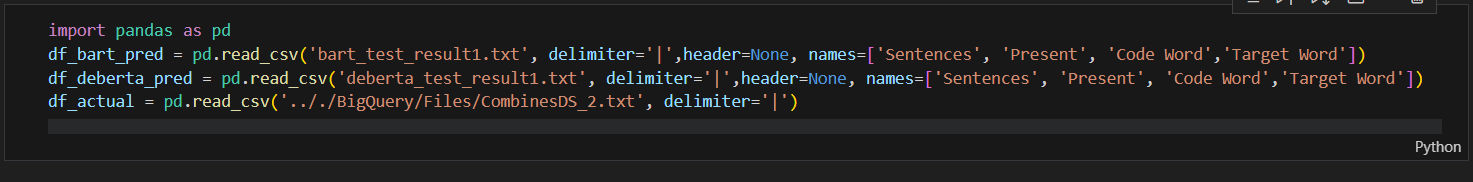 import pandas as pd
df_bart_pred = pd.read_csv('bart_test_result1.txt', delimiter='|',header=None, names=['Sentences', 'Present', 'Code Word','Target Word'])
df_deberta_pred = pd.read_csv('deberta_test_result1.txt', delimiter='|',header=None, names=['Sentences', 'Present', 'Code Word','Target Word'])
df_actual = pd.read_csv('.././BigQuery/Files/CombinesDS_2.txt', delimiter='|')
Python